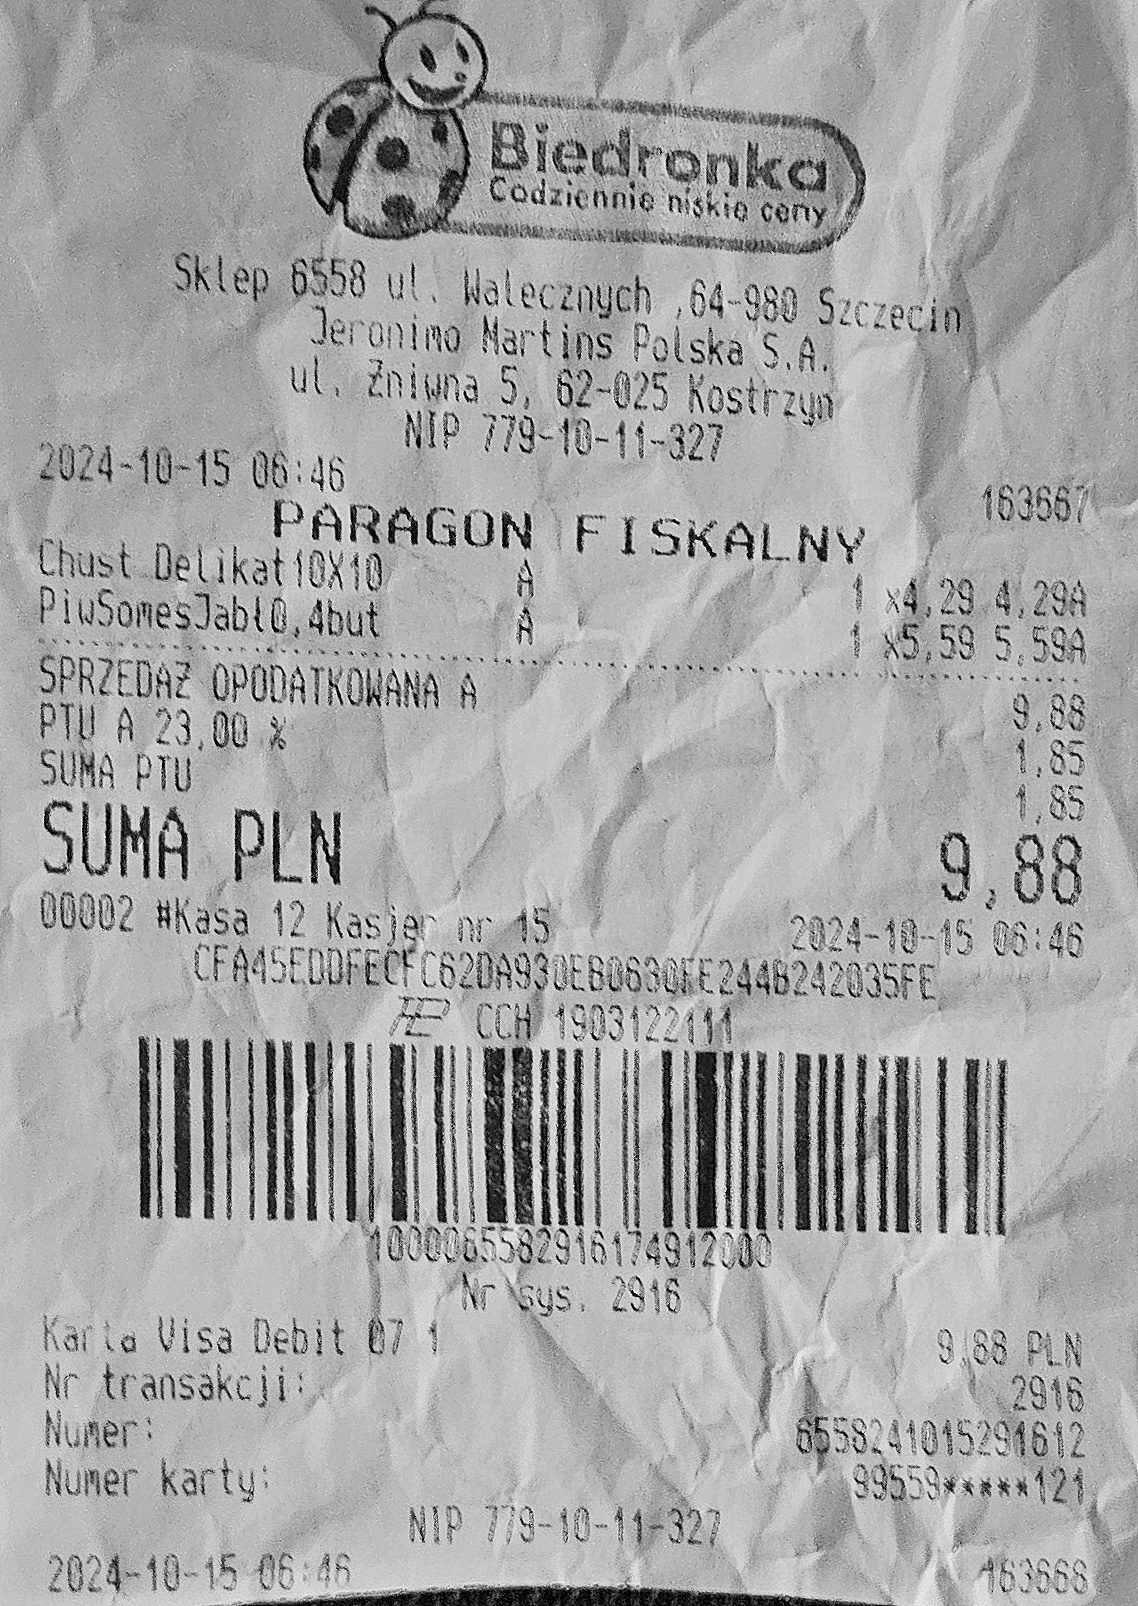 Biedronka
Codziennie niskie ceny
Sklep 6558 ul. Walecznych ,64-980 Szczecin
Jeronimo Martins Polska S.A.
ul. Żniwna 5, 62-025 Kostrzyn
NIP 779-10-11-327
2024-10-15 06:46 163667
PARAGON FISKALNY
Chust Delikat10X10 A 1 x4,29 4,29A
PiwSomesJabł0,4but A 1 x5,59 5,59A
SPRZEDAŻ OPODATKOWANA A 9,88
PTU A 23,00 % 1,85
SUMA PTU 1,85
SUMA PLN 9,88
00002 #Kasa 12 Kasjer nr 15 2024-10-15 06:46
CFA45EDDFECFC62DA930EB0630FE244B242035FE
CCH 1903122111
1000065582916174912000
Nr sys. 2916
Karta Visa Debit 07 1 9,88 PLN
Nr transakcji: 2916
Numer: 6558241015291612
Numer karty: 99559*****121
NIP 779-10-11-327
2024-10-15 06:46 163668